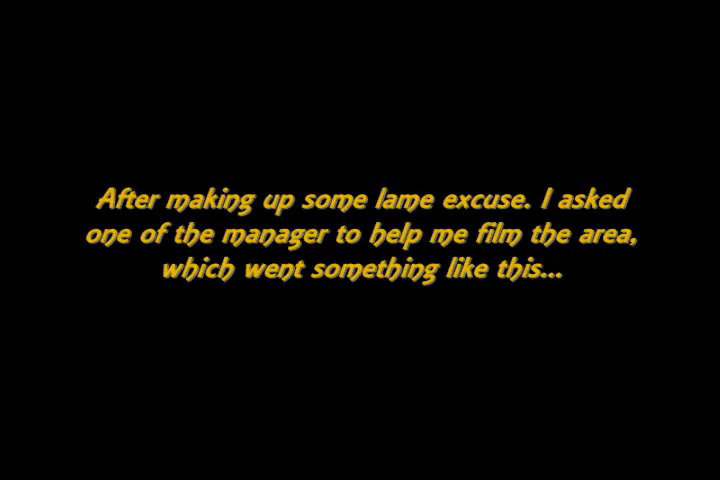 After making up some lame excuse. I asked
one of the manager to help me film the area,
which went something like this...